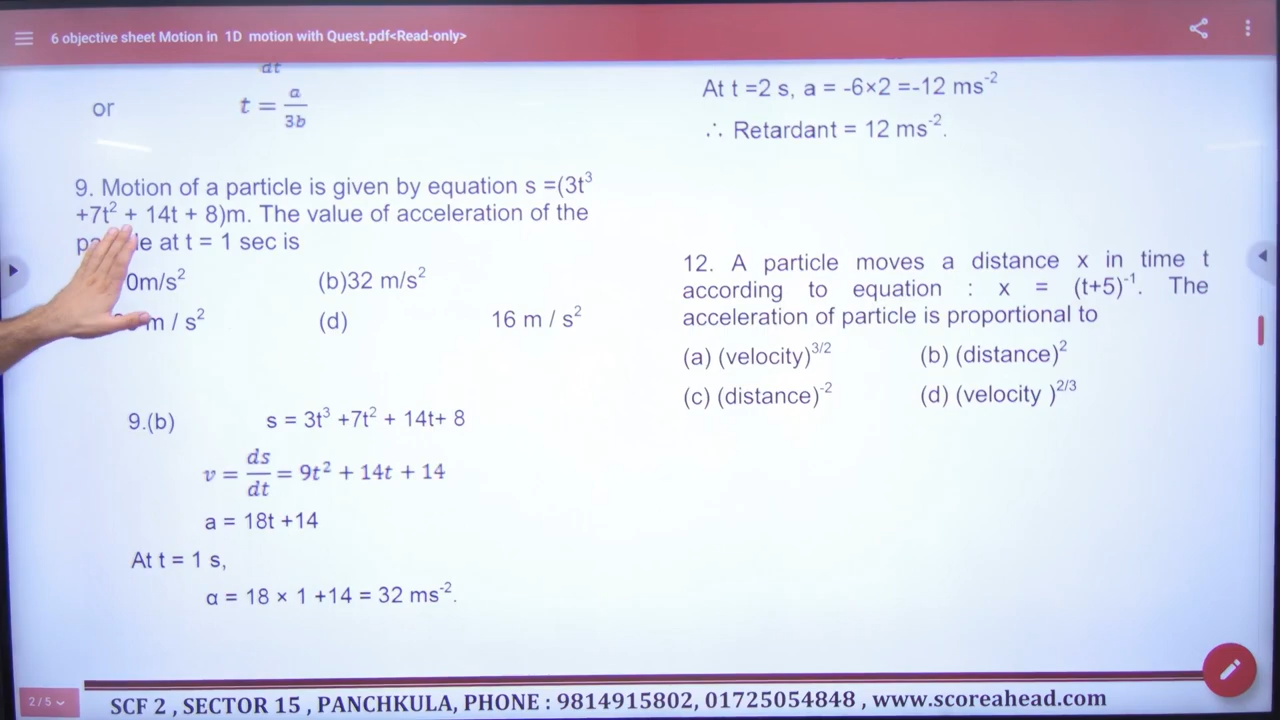 6 objective sheet Motion in 1D motion with Quest.pdf<Read-only>
dt
or t = a/3b
9. Motion of a particle is given by equation s =(3t³
+7t² + 14t + 8)m. The value of acceleration of the
at t = 1 sec is
0m/s² (b)32 m/s²
m / s² (d) 16 m / s²
9.(b) s = 3t³ +7t² + 14t+ 8
v = ds/dt = 9t² + 14t + 14
a = 18t +14
At t = 1 s,
α = 18 × 1 +14 = 32 ms⁻².
At t =2 s, a = -6×2 =-12 ms⁻²
∴ Retardant = 12 ms⁻².
12. A particle moves a distance x in time t
according to equation : x = (t+5)⁻¹. The
acceleration of particle is proportional to
(a) (velocity)^3/2 (b) (distance)²
(c) (distance)⁻² (d) (velocity )^2/3
2 / 5
SCF 2 , SECTOR 15 , PANCHKULA, PHONE : 9814915802, 01725054848 , www.scoreahead.com